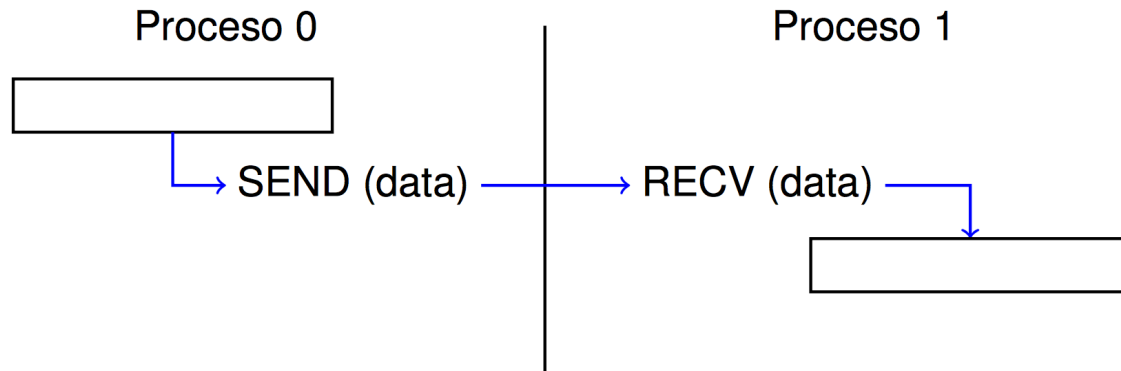 Proceso 0
Proceso 1
SEND (data)
RECV (data)